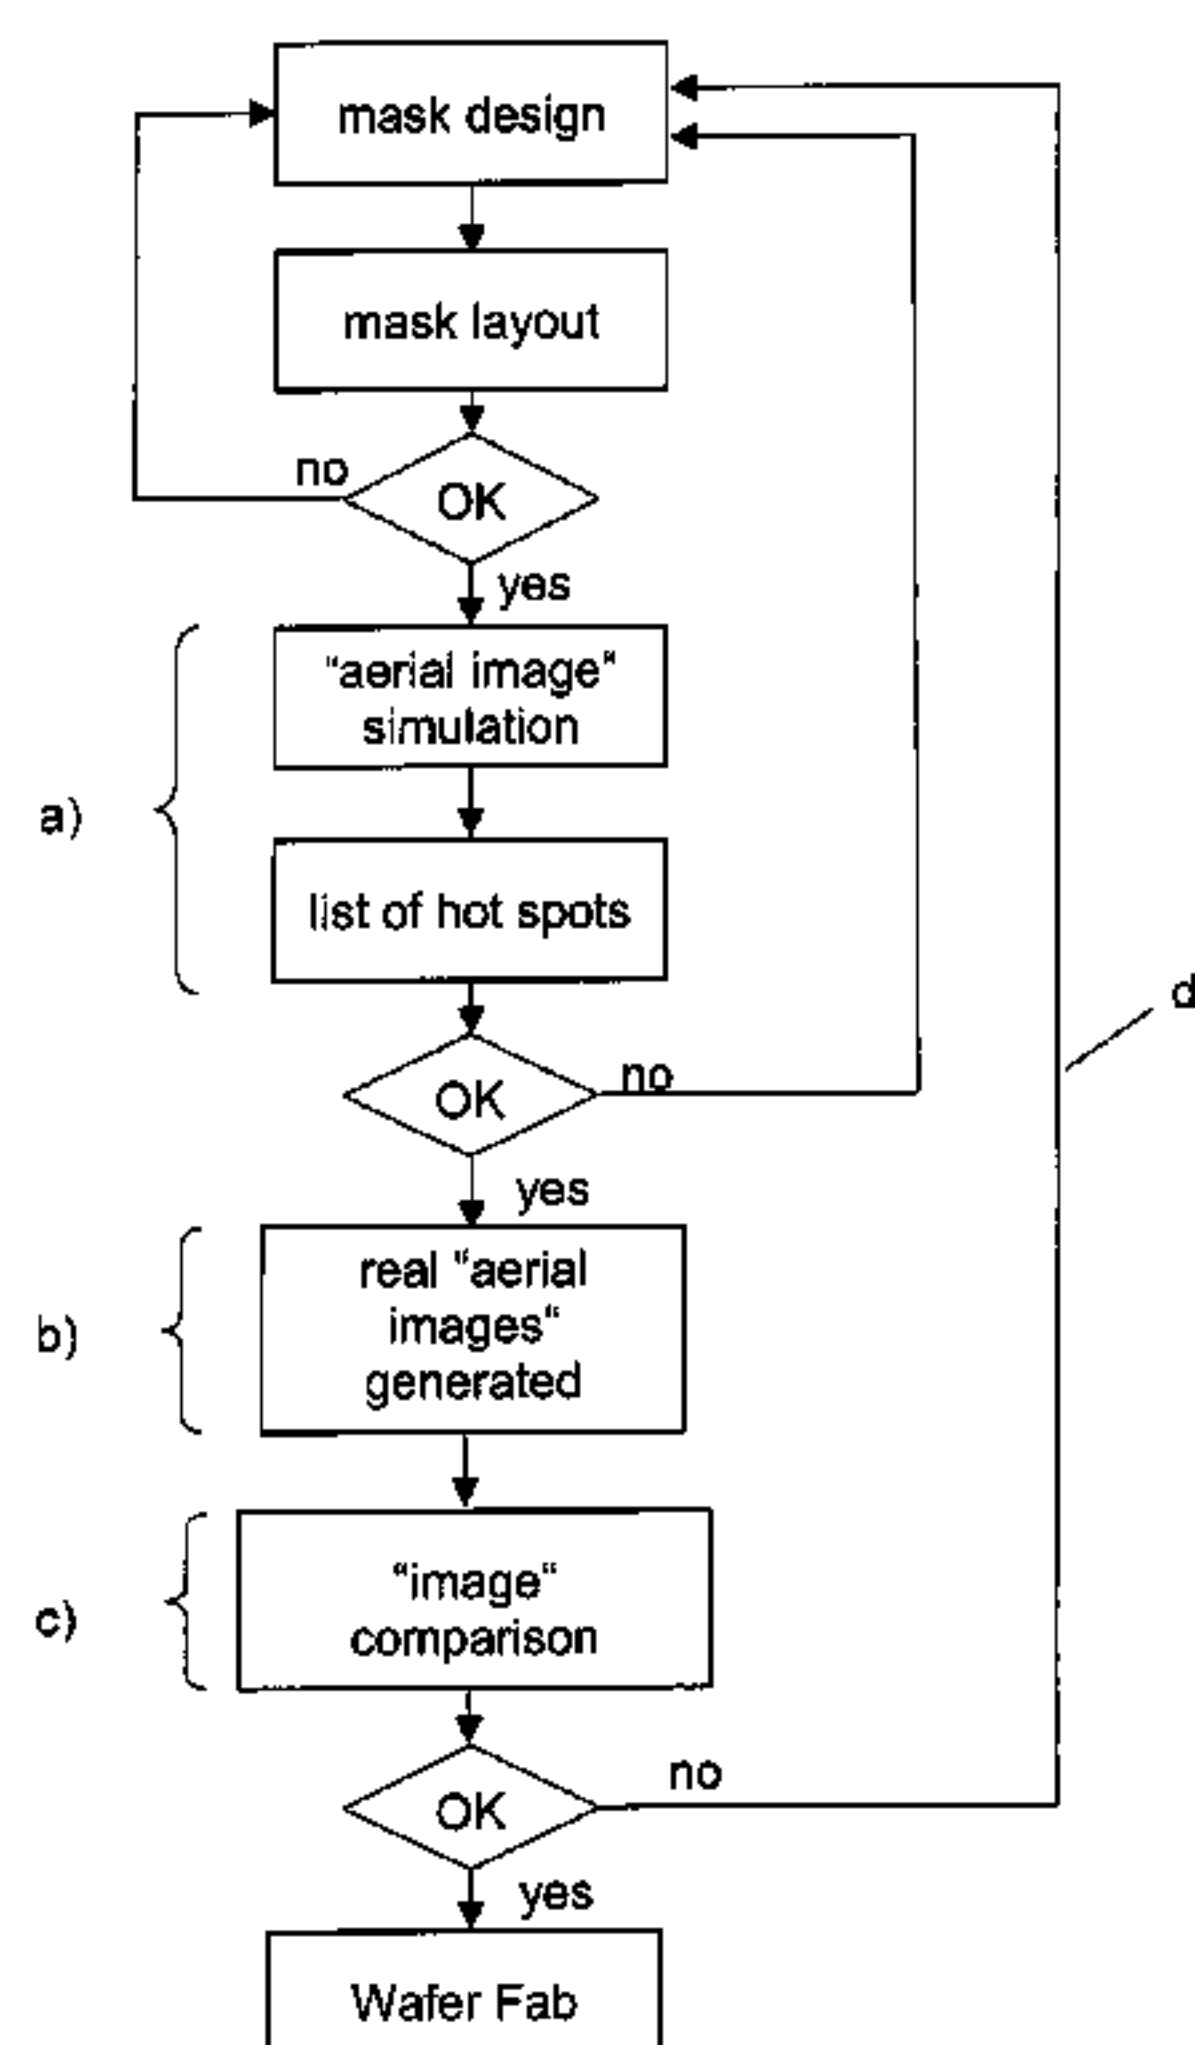 mask design
mask layout
no
OK
yes
“aerial image“
simulation
a)
list of hot spots
d
OK
no
yes
real “aerial
images“
generated
b)
“image“
comparison
c)
OK
no
yes
Wafer Fab